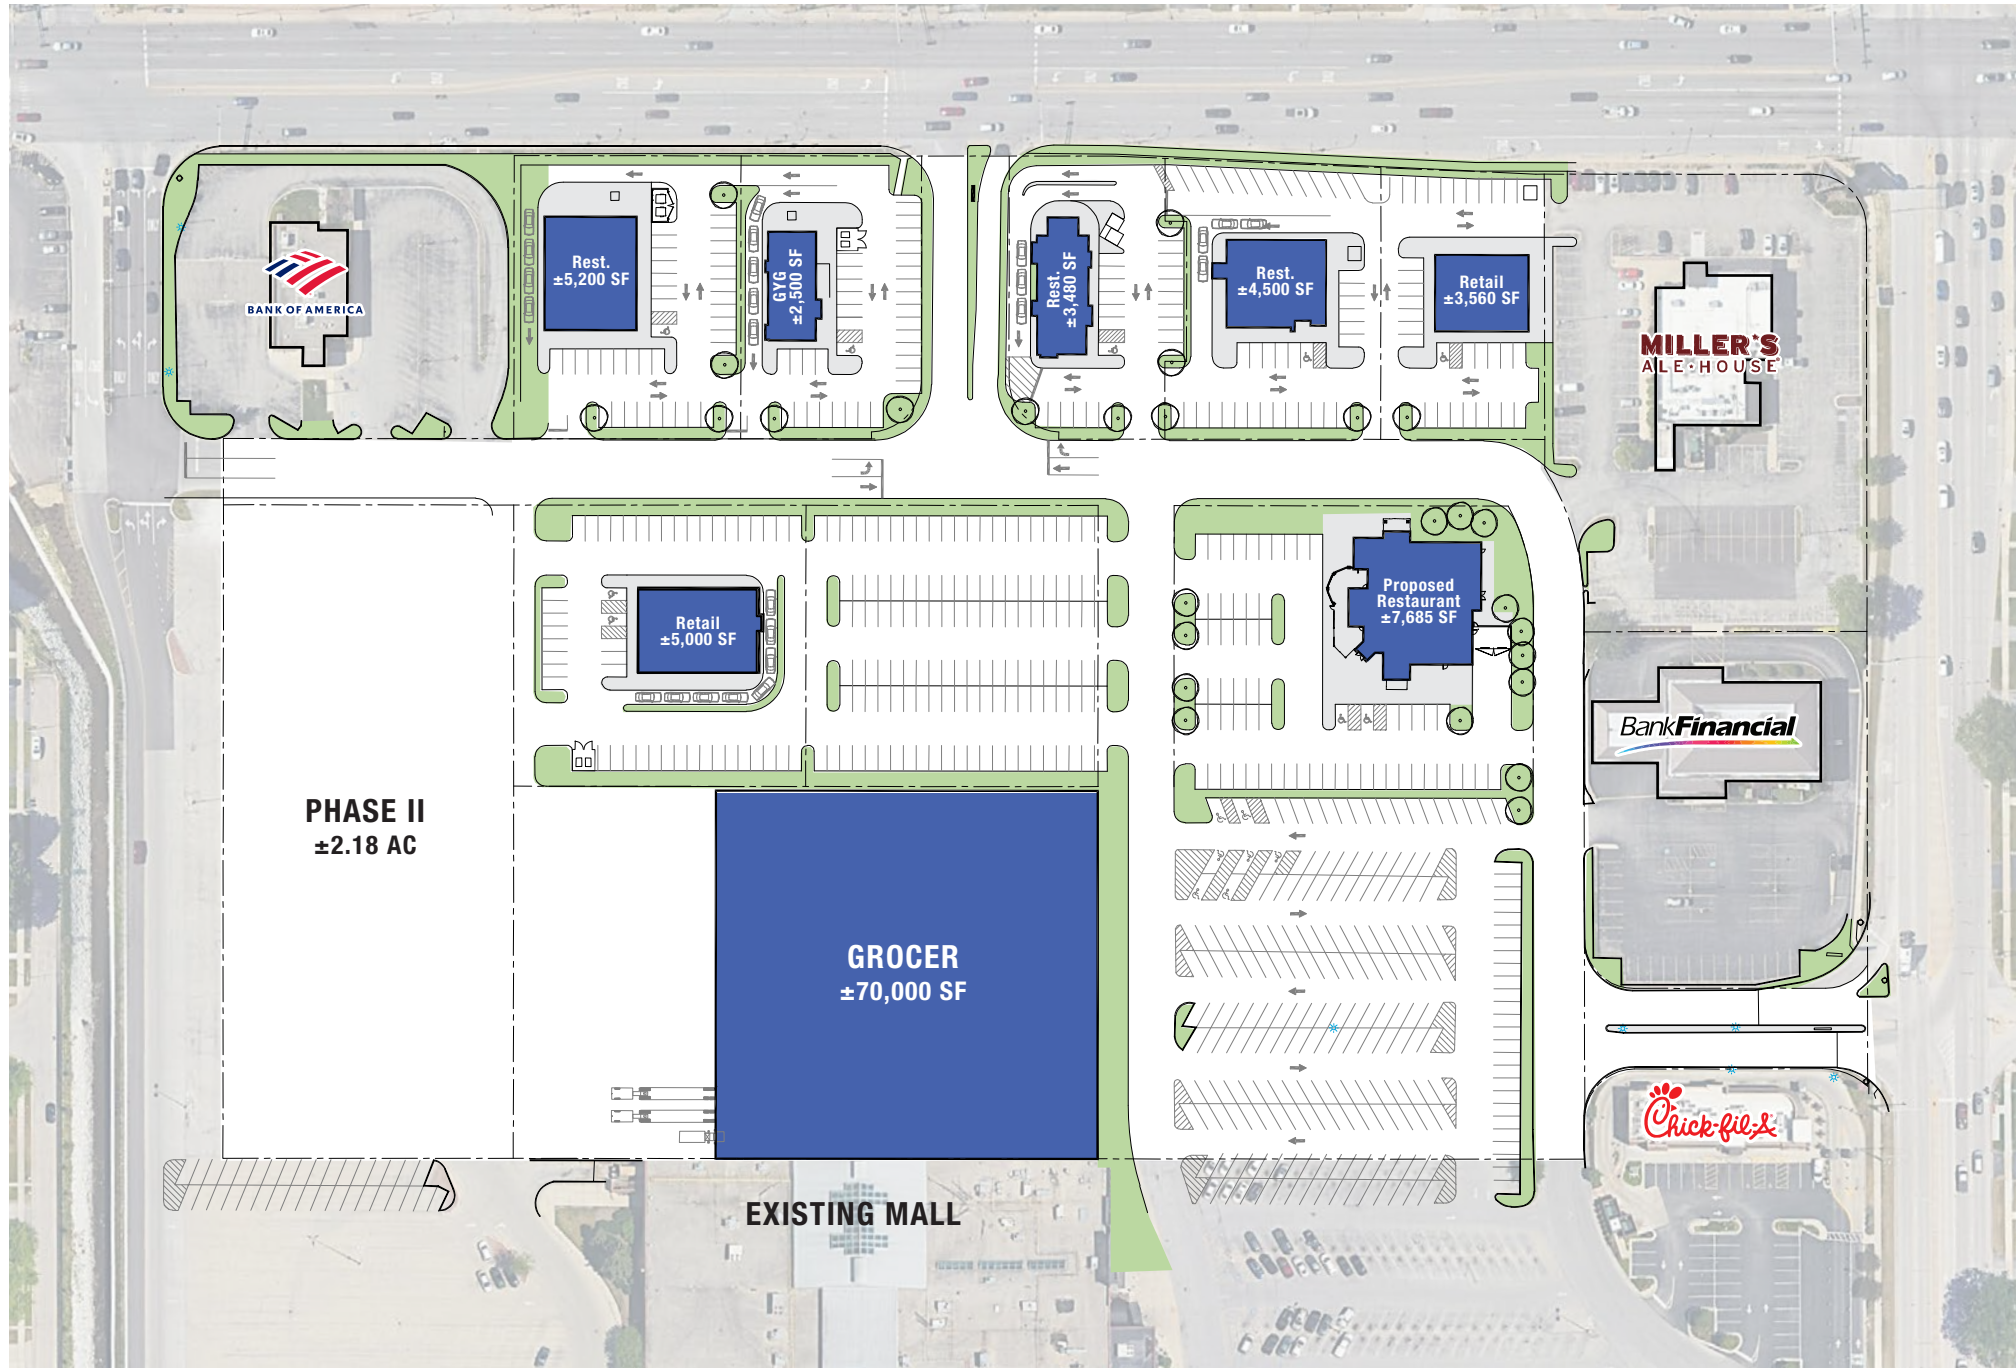 Rest.
±5,200 SF
GYG
±2,500 SF
Rest.
±3,480 SF
Rest.
±4,500 SF
Retail
±3,560 SF
BANK OF AMERICA
MILLER'S
ALE•HOUSE
Retail
±5,000 SF
Proposed
Restaurant
±7,685 SF
BankFinancial
PHASE II
±2.18 AC
GROCER
±70,000 SF
Chick-fil-A
EXISTING MALL